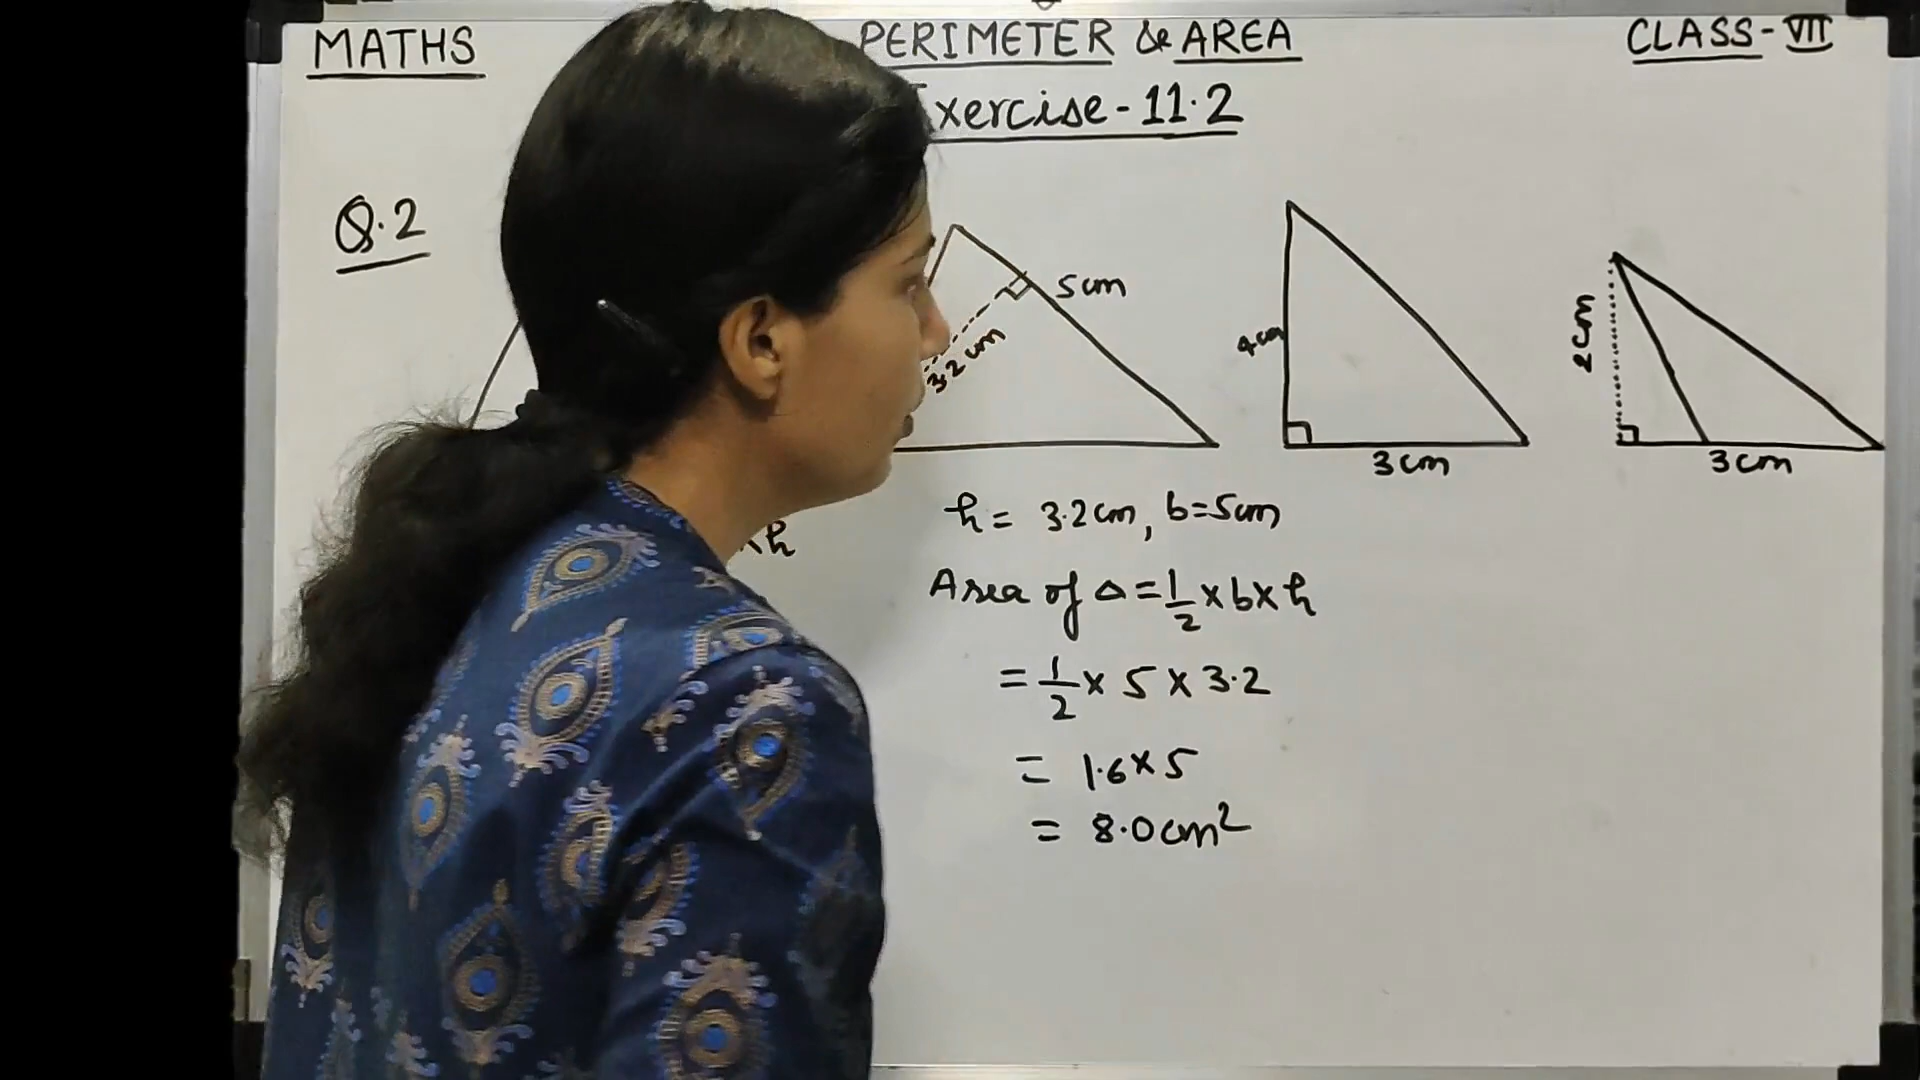 MATHS
PERIMETER & AREA
CLASS-VII
Exercise-11.2
Q.2
5cm
3.2 cm
4cm
3cm
2cm
3cm
×h
h= 3.2cm, b=5cm
Area of △=1/2×b×h
=1/2× 5 × 3.2
= 1.6×5
= 8.0cm²